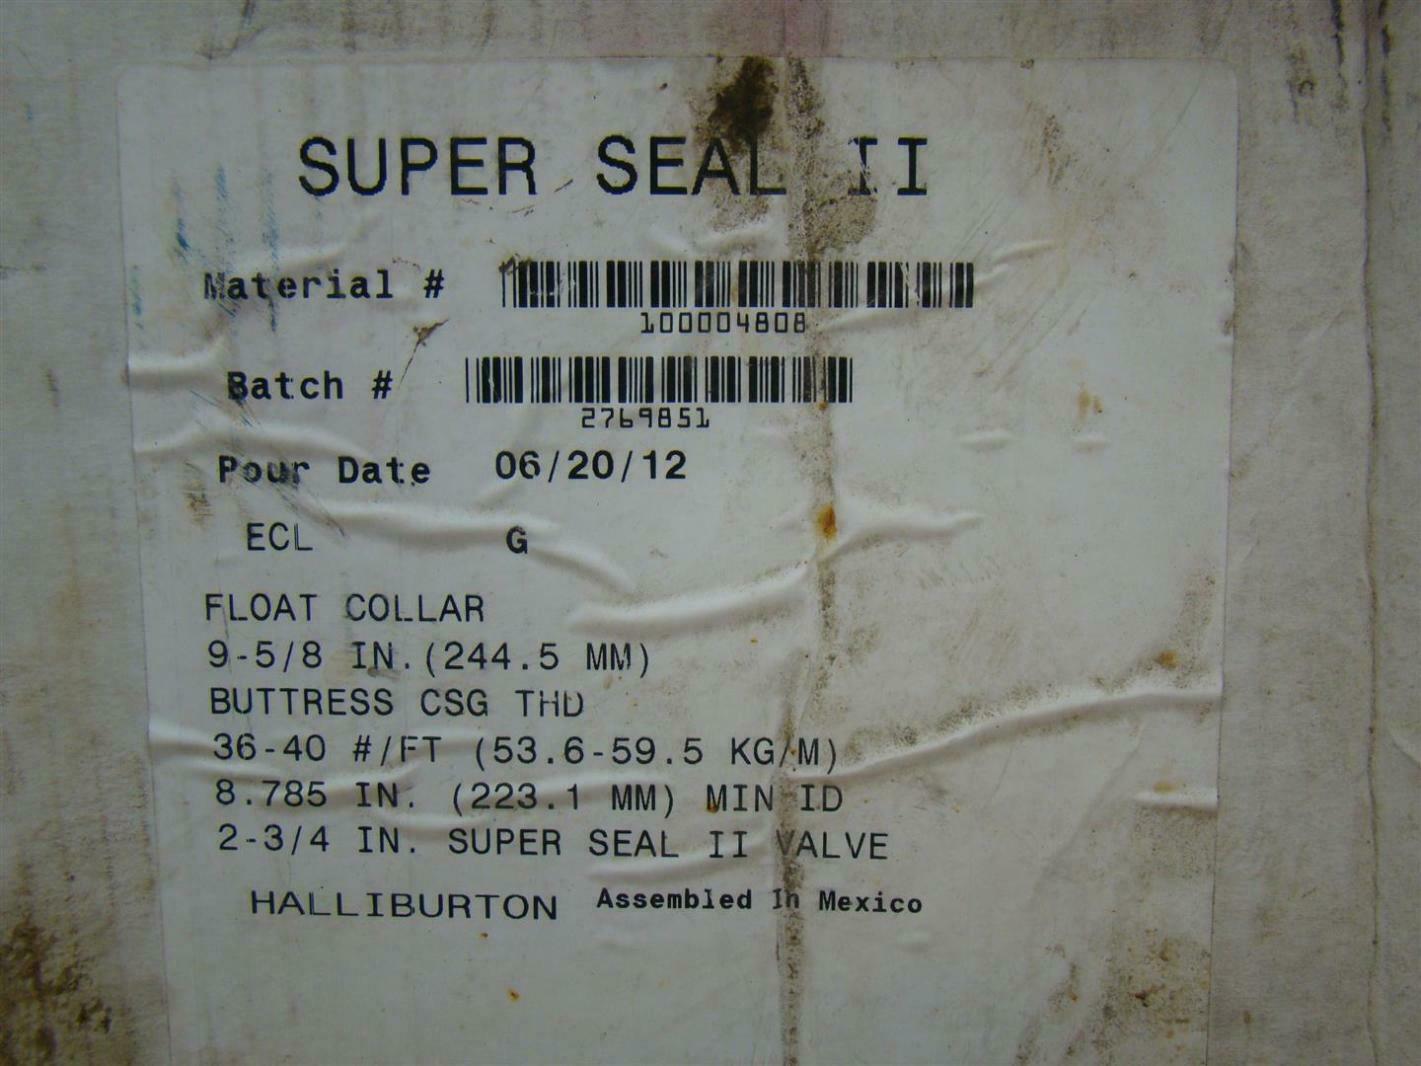 SUPER SEAL II
Material #
100004808
Batch #
2769851
Pour Date 06/20/12
ECL G
FLOAT COLLAR
9-5/8 IN.(244.5 MM)
BUTTRESS CSG THD
36-40 #/FT (53.6-59.5 KG/M)
8.785 IN. (223.1 MM) MIN ID
2-3/4 IN. SUPER SEAL II VALVE
HALLIBURTON Assembled In Mexico